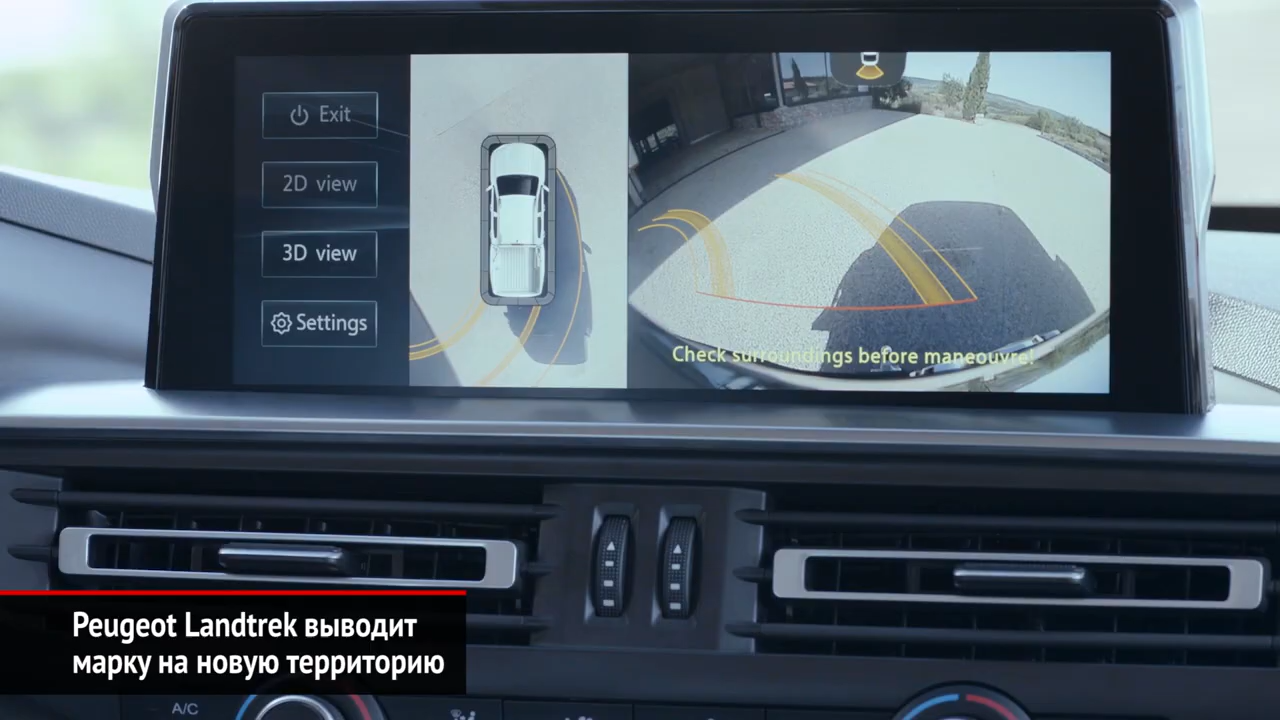 Exit
2D view
3D view
Settings
Check surroundings before maneouvre!
Peugeot Landtrek выводит
марку на новую территорию
A/C